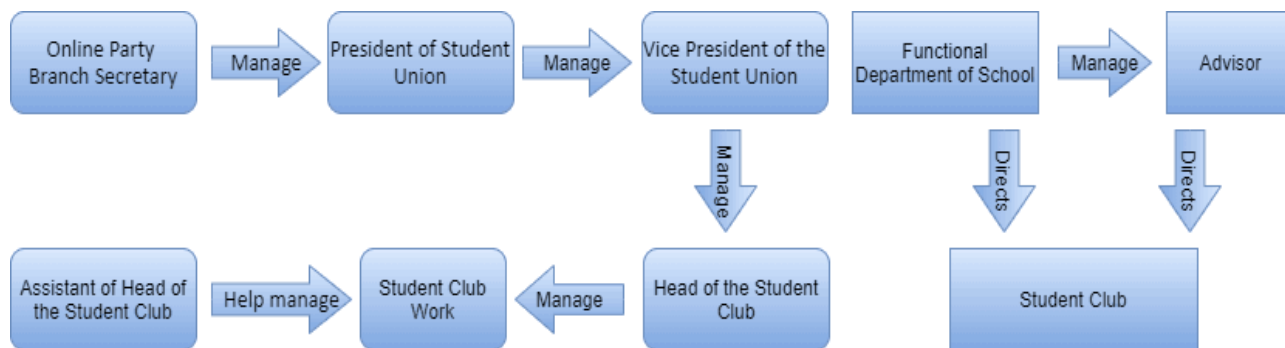 Online Party
Branch Secretary
Manage
President of Student
Union
Manage
Vice President of the
Student Union
Functional
Department of School
Manage
Advisor
Manage
Directs
Directs
Assistant of Head of
the Student Club
Help manage
Student Club
Work
Manage
Head of the Student
Club
Student Club